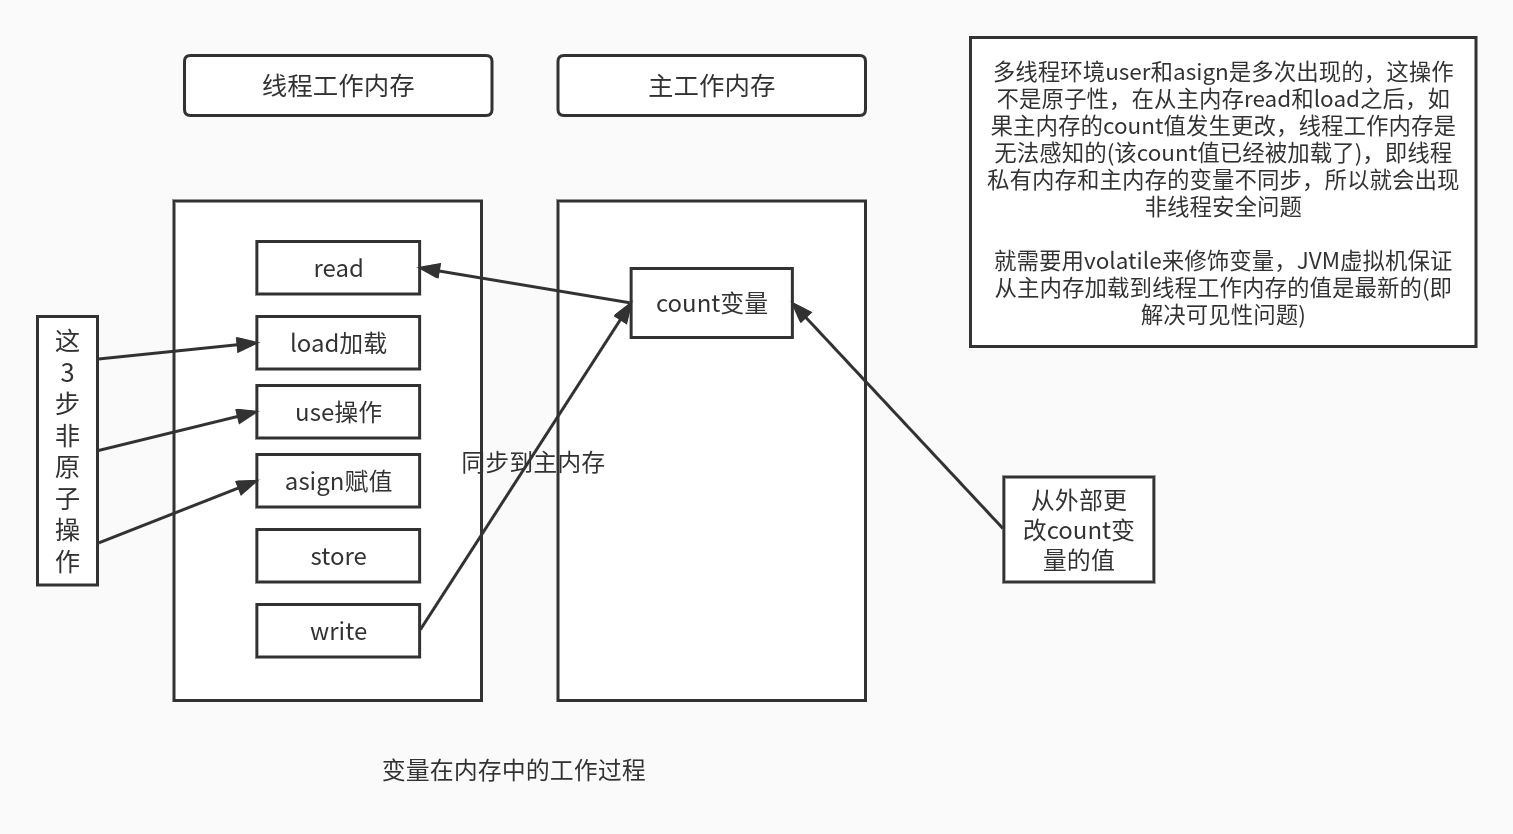 线程工作内存
主工作内存
多线程环境user和asign是多次出现的，这操作
不是原子性，在从主内存read和load之后，如
果主内存的count值发生更改，线程工作内存是
无法感知的(该count值已经被加载了)，即线程
私有内存和主内存的变量不同步，所以就会出现
非线程安全问题
就需要用volatile来修饰变量，JVM虚拟机保证
从主内存加载到线程工作内存的值是最新的(即
解决可见性问题)
read
count变量
这
3
步
非
原
子
操
作
load加载
use操作
asign赋值
同步到主内存
store
write
从外部更
改count变
量的值
变量在内存中的工作过程